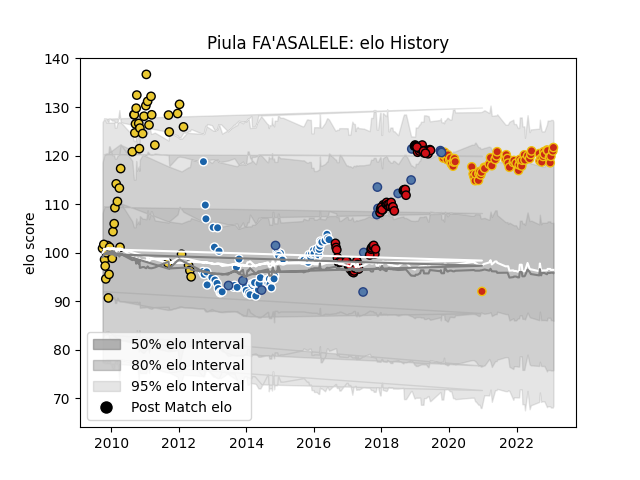 Piula FA'ASALELE: elo History
140
130
120
110
100
90
80
70
elo score
50% elo Interval
80% elo Interval
95% elo Interval
Post Match elo
2010 2012 2014 2016 2018 2020 2022